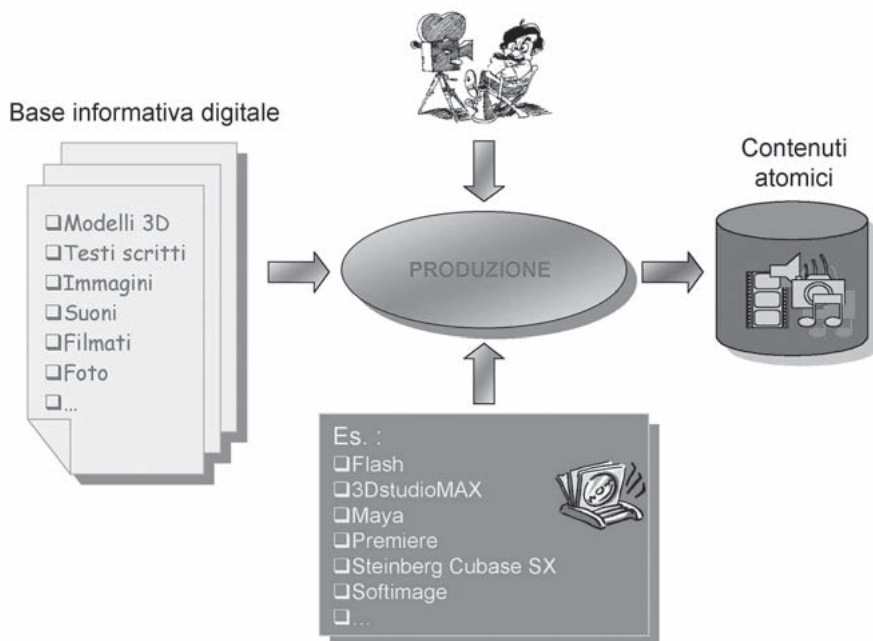 Base informativa digitale
❑Modelli 3D
❑Testi scritti
❑Immagini
❑Suoni
❑Filmati
❑Foto
❑...
PRODUZIONE
Contenuti
atomici
Es. :
❑Flash
❑3DstudioMAX
❑Maya
❑Premiere
❑Steinberg Cubase SX
❑Softimage
❑...